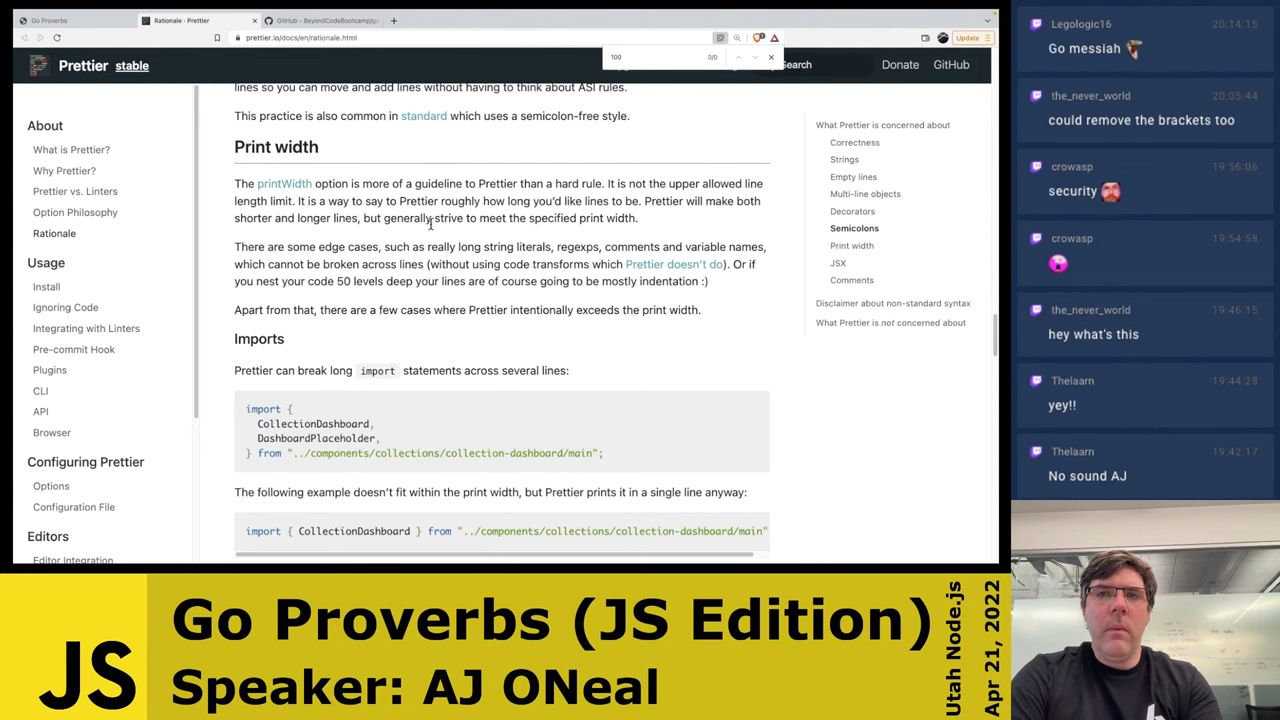 Go Proverbs
Rationale · Prettier
GitHub - BeyondCodeBootcamp/go
prettier.io/docs/en/rationale.html
Update
100
0/0
Prettier stable
Search
Donate
GitHub
About
What is Prettier?
Why Prettier?
Prettier vs. Linters
Option Philosophy
Rationale
Usage
Install
Ignoring Code
Integrating with Linters
Pre-commit Hook
Plugins
CLI
API
Browser
Configuring Prettier
Options
Configuration File
Editors
Editor Integration
lines so you can move and add lines without having to think about ASI rules.
This practice is also common in standard which uses a semicolon-free style.
Print width
The printWidth option is more of a guideline to Prettier than a hard rule. It is not the upper allowed line
length limit. It is a way to say to Prettier roughly how long you'd like lines to be. Prettier will make both
shorter and longer lines, but generally strive to meet the specified print width.
There are some edge cases, such as really long string literals, regexps, comments and variable names,
which cannot be broken across lines (without using code transforms which Prettier doesn't do). Or if
you nest your code 50 levels deep your lines are of course going to be mostly indentation :)
Apart from that, there are a few cases where Prettier intentionally exceeds the print width.
Imports
Prettier can break long import statements across several lines:
import {
CollectionDashboard,
DashboardPlaceholder,
} from "../components/collections/collection-dashboard/main";
The following example doesn't fit within the print width, but Prettier prints it in a single line anyway:
import { CollectionDashboard } from "../components/collections/collection-dashboard/main"
What Prettier is concerned about
Correctness
Strings
Empty lines
Multi-line objects
Decorators
Semicolons
Print width
JSX
Comments
Disclaimer about non-standard syntax
What Prettier is not concerned about
Legologic16 20:14:15
Go messiah
the_never_world 20:05:44
could remove the brackets too
crowasp 19:56:06
security
crowasp 19:54:58
the_never_world 19:46:15
hey what's this
Thelaarn 19:44:28
yey!!
Thelaarn 19:42:17
No sound AJ
JS
Go Proverbs (JS Edition)
Speaker: AJ ONeal
Utah Node.js
Apr 21, 2022